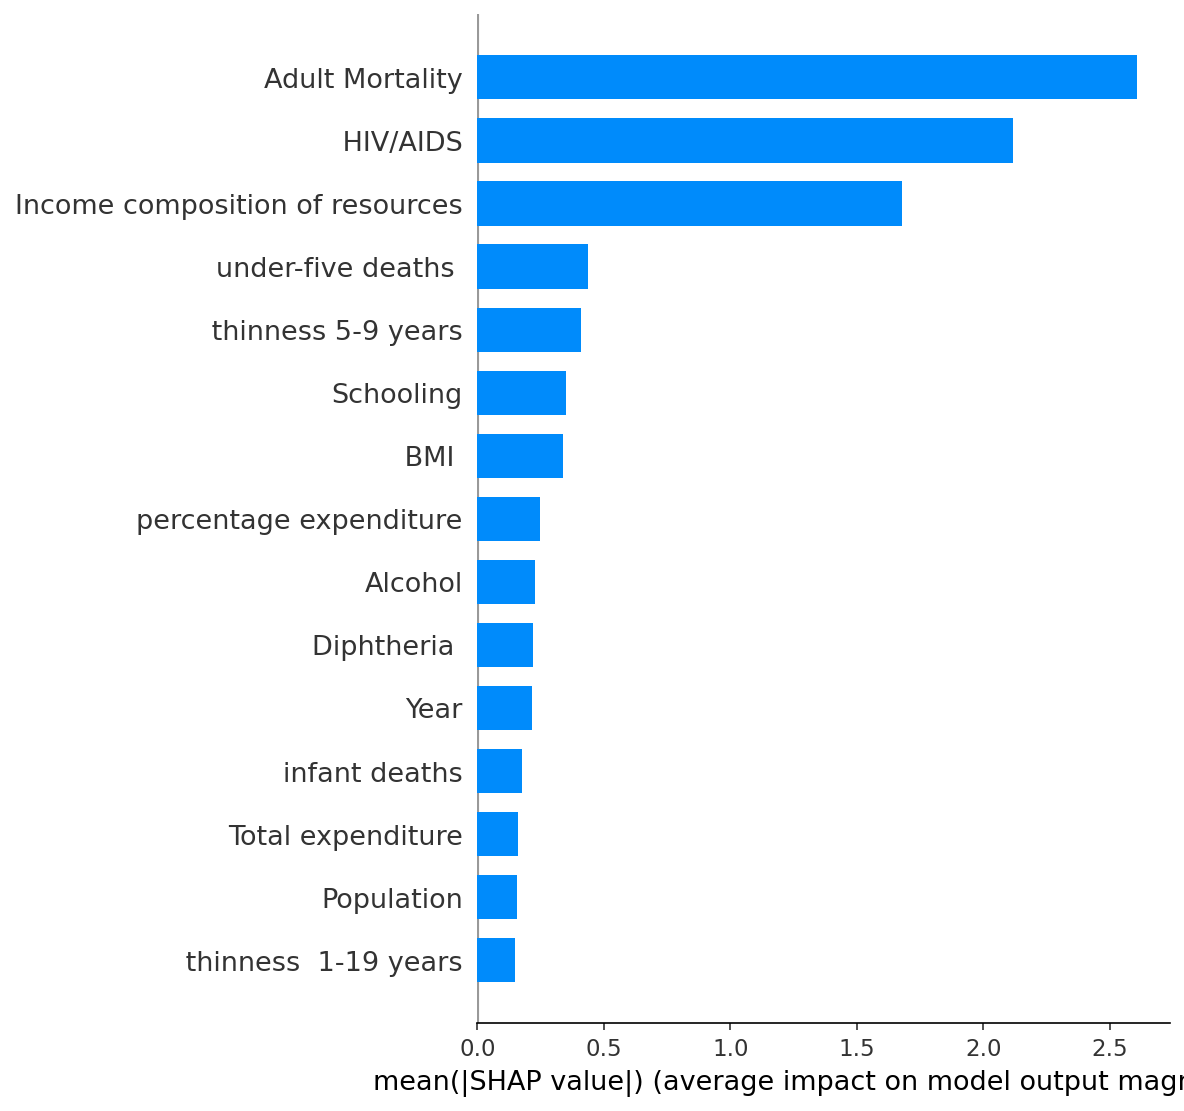 Adult Mortality
HIV/AIDS
Income composition of resources
under-five deaths
thinness 5-9 years
Schooling
BMI
percentage expenditure
Alcohol
Diphtheria
Year
infant deaths
Total expenditure
Population
thinness  1-19 years
0.0 0.5 1.0 1.5 2.0 2.5
mean(|SHAP value|) (average impact on model output